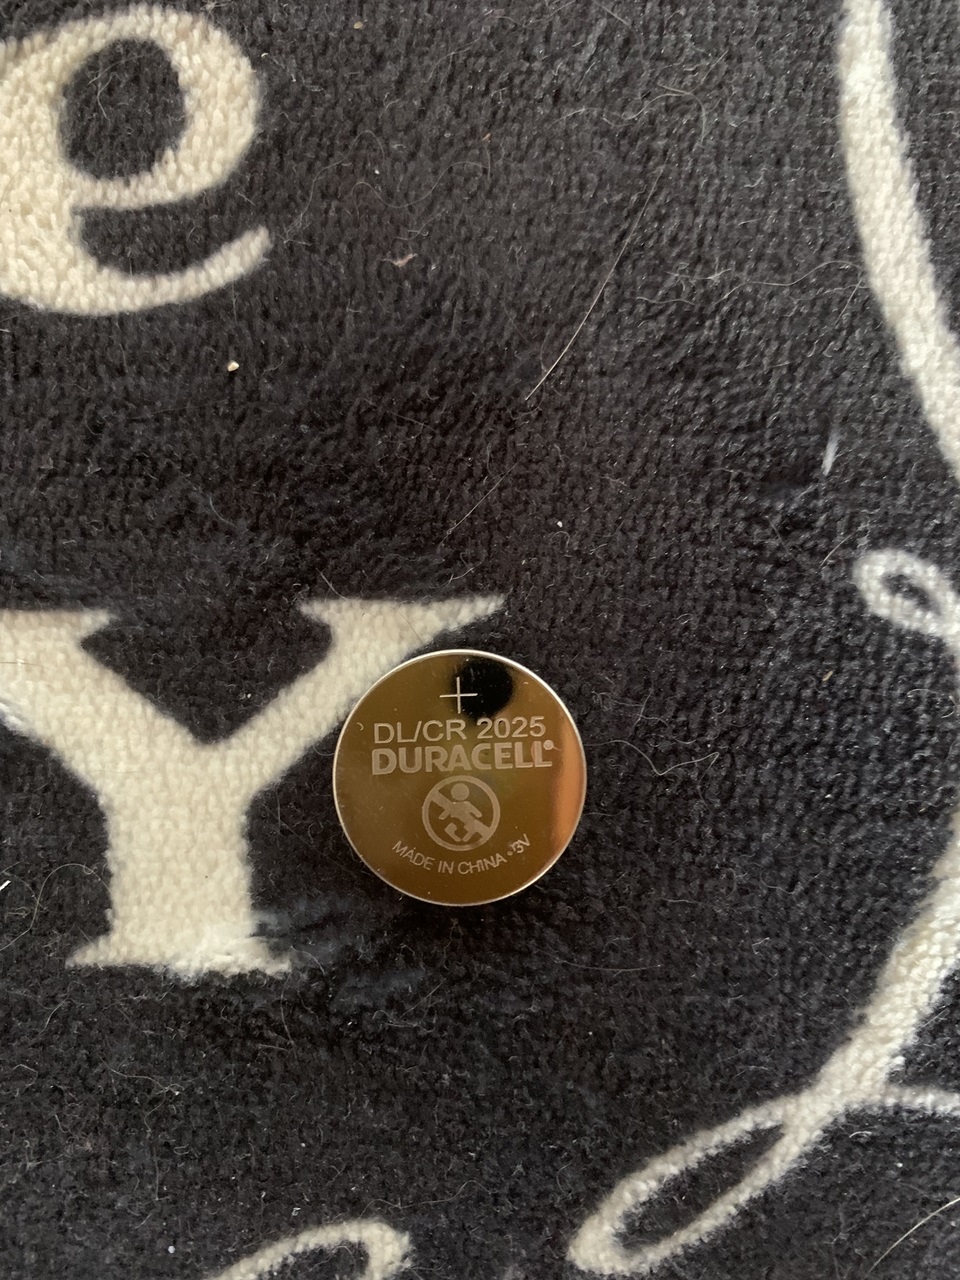 e
Y
+
DL/CR 2025
DURACELL®
MADE IN CHINA • 3V